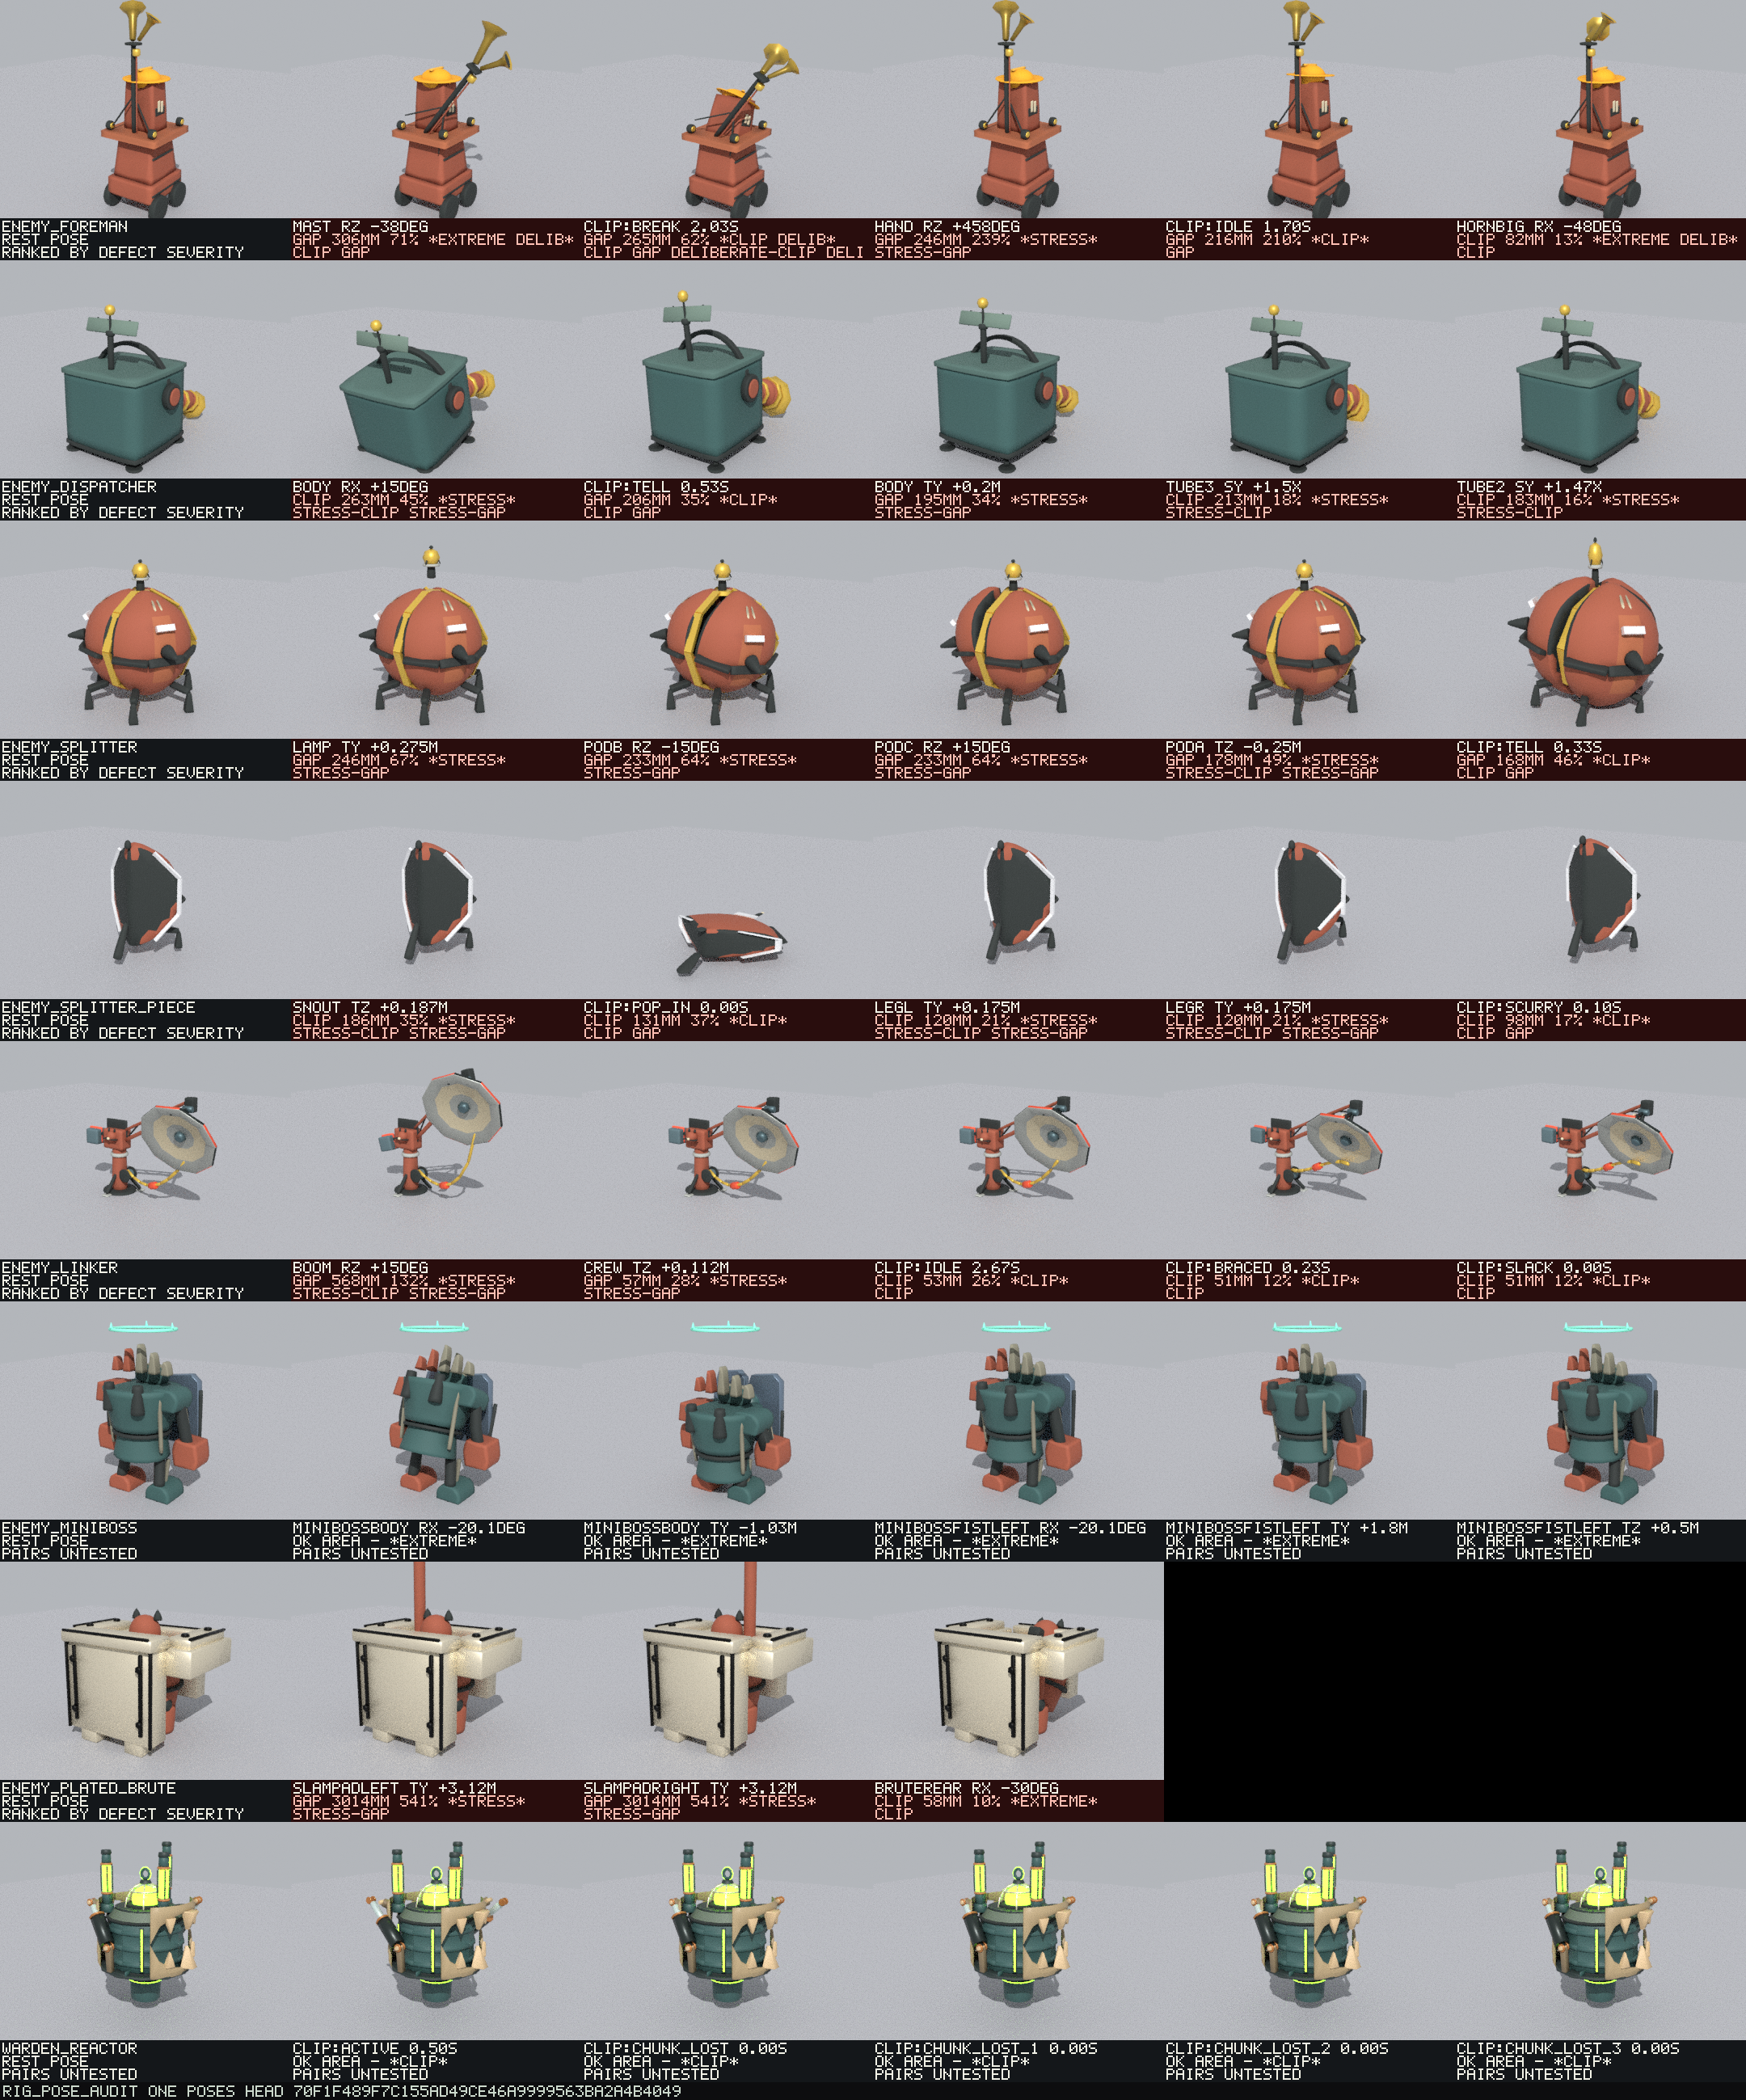 ENEMY_FOREMAN
REST POSE
RANKED BY DEFECT SEVERITY
MAST RZ -38DEG
GAP 306MM 71% *EXTREME DELIB*
CLIP GAP
CLIP:BREAK 2.03S
GAP 265MM 62% *CLIP DELIB*
CLIP GAP DELIBERATE-CLIP DELI
HAND RZ +458DEG
GAP 246MM 239% *STRESS*
STRESS-GAP
CLIP:IDLE 1.70S
GAP 216MM 210% *CLIP*
GAP
HORNBIG RX -48DEG
CLIP 82MM 13% *EXTREME DELIB*
CLIP
ENEMY_DISPATCHER
REST POSE
RANKED BY DEFECT SEVERITY
BODY RX +15DEG
CLIP 263MM 45% *STRESS*
STRESS-CLIP STRESS-GAP
CLIP:TELL 0.53S
GAP 206MM 35% *CLIP*
CLIP GAP
BODY TY +0.2M
GAP 195MM 34% *STRESS*
STRESS-GAP
TUBE3 SY +1.5X
CLIP 213MM 18% *STRESS*
STRESS-CLIP
TUBE2 SY +1.47X
CLIP 183MM 16% *STRESS*
STRESS-CLIP
ENEMY_SPLITTER
REST POSE
RANKED BY DEFECT SEVERITY
LAMP TY +0.275M
GAP 246MM 67% *STRESS*
STRESS-GAP
PODB RZ -15DEG
GAP 233MM 64% *STRESS*
STRESS-GAP
PODC RZ +15DEG
GAP 233MM 64% *STRESS*
STRESS-GAP
PODA TZ -0.25M
GAP 178MM 49% *STRESS*
STRESS-CLIP STRESS-GAP
CLIP:TELL 0.33S
GAP 168MM 46% *CLIP*
CLIP GAP
ENEMY_SPLITTER_PIECE
REST POSE
RANKED BY DEFECT SEVERITY
SNOUT TZ +0.187M
CLIP 186MM 35% *STRESS*
STRESS-CLIP STRESS-GAP
CLIP:POP_IN 0.00S
CLIP 131MM 37% *CLIP*
CLIP GAP
LEGL TY +0.175M
CLIP 120MM 21% *STRESS*
STRESS-CLIP STRESS-GAP
LEGR TY +0.175M
CLIP 120MM 21% *STRESS*
STRESS-CLIP STRESS-GAP
CLIP:SCURRY 0.10S
CLIP 98MM 17% *CLIP*
CLIP GAP
ENEMY_LINKER
REST POSE
RANKED BY DEFECT SEVERITY
BOOM RZ +15DEG
GAP 568MM 132% *STRESS*
STRESS-CLIP STRESS-GAP
CREW TZ +0.112M
GAP 57MM 28% *STRESS*
STRESS-GAP
CLIP:IDLE 2.67S
CLIP 53MM 26% *CLIP*
CLIP
CLIP:BRACED 0.23S
CLIP 51MM 12% *CLIP*
CLIP
CLIP:SLACK 0.00S
CLIP 51MM 12% *CLIP*
CLIP
ENEMY_MINIBOSS
REST POSE
PAIRS UNTESTED
MINIBOSSBODY RX -20.1DEG
OK AREA - *EXTREME*
PAIRS UNTESTED
MINIBOSSBODY TY -1.03M
OK AREA - *EXTREME*
PAIRS UNTESTED
MINIBOSSFISTLEFT RX -20.1DEG
OK AREA - *EXTREME*
PAIRS UNTESTED
MINIBOSSFISTLEFT TY +1.8M
OK AREA - *EXTREME*
PAIRS UNTESTED
MINIBOSSFISTLEFT TZ +0.5M
OK AREA - *EXTREME*
PAIRS UNTESTED
ENEMY_PLATED_BRUTE
REST POSE
RANKED BY DEFECT SEVERITY
SLAMPADLEFT TY +3.12M
GAP 3014MM 541% *STRESS*
STRESS-GAP
SLAMPADRIGHT TY +3.12M
GAP 3014MM 541% *STRESS*
STRESS-GAP
BRUTEREAR RX -30DEG
CLIP 58MM 10% *EXTREME*
CLIP
WARDEN_REACTOR
REST POSE
PAIRS UNTESTED
CLIP:ACTIVE 0.50S
OK AREA - *CLIP*
PAIRS UNTESTED
CLIP:CHUNK_LOST 0.00S
OK AREA - *CLIP*
PAIRS UNTESTED
CLIP:CHUNK_LOST_1 0.00S
OK AREA - *CLIP*
PAIRS UNTESTED
CLIP:CHUNK_LOST_2 0.00S
OK AREA - *CLIP*
PAIRS UNTESTED
CLIP:CHUNK_LOST_3 0.00S
OK AREA - *CLIP*
PAIRS UNTESTED
RIG_POSE_AUDIT ONE POSES HEAD 70F1F489F7C155AD49CE46A9999563BA2A4B4049